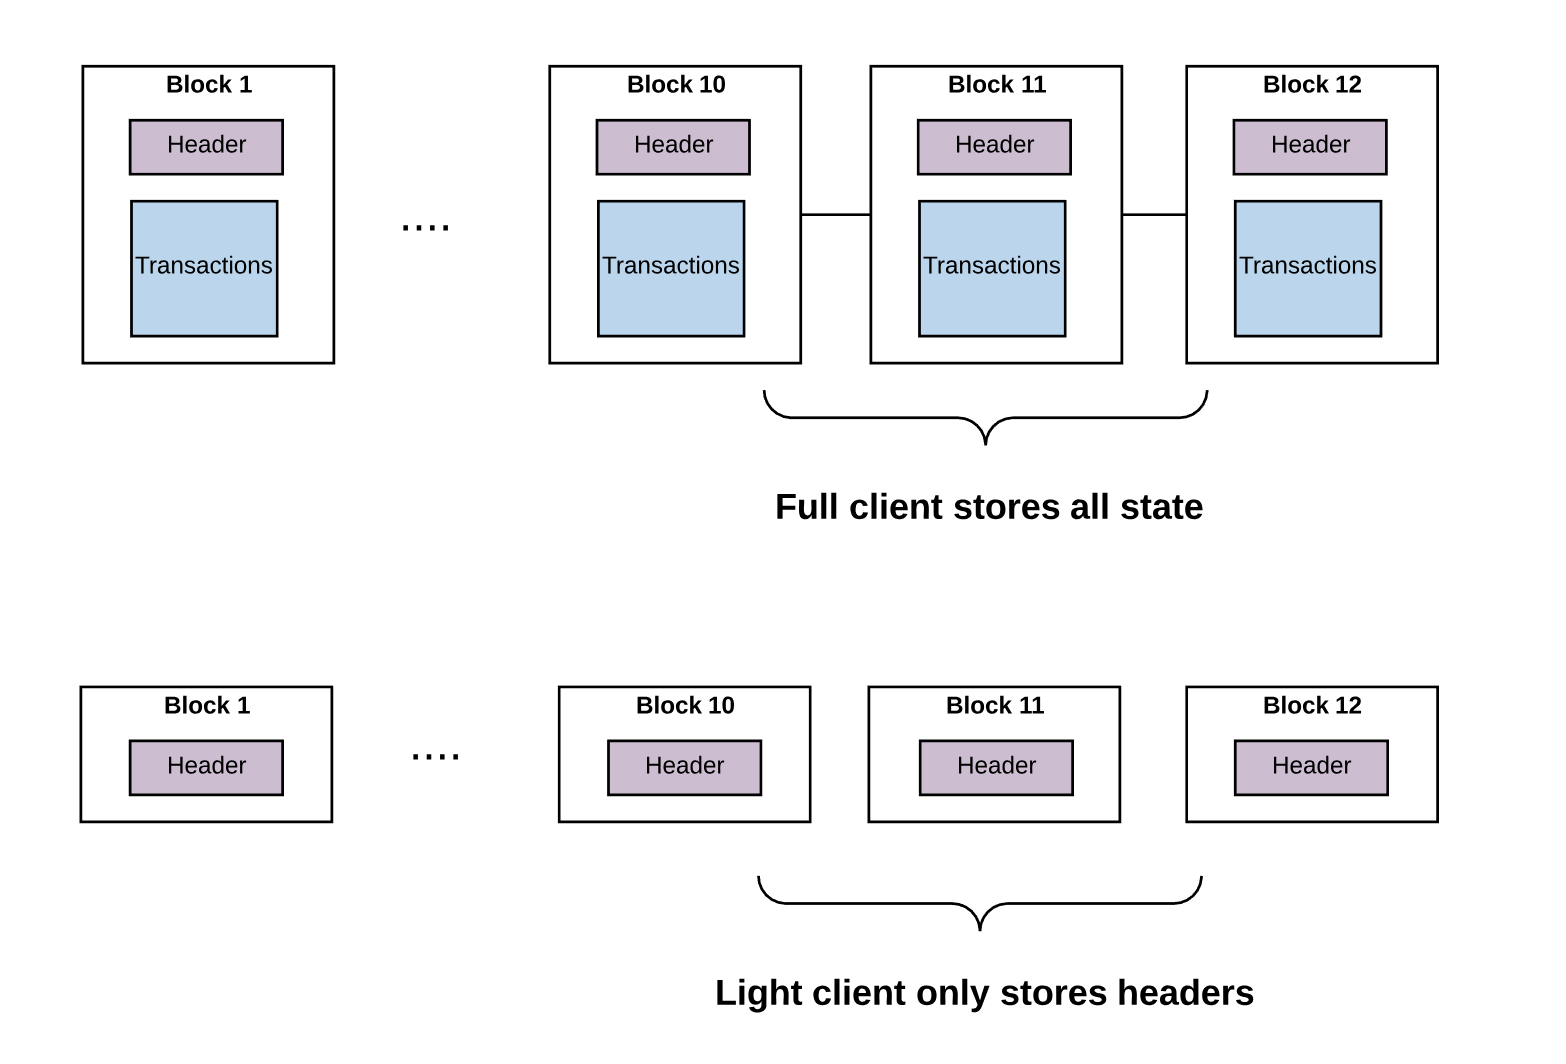 Block 1
Header
Transactions
....
Block 10
Header
Transactions
Block 11
Header
Transactions
Block 12
Header
Transactions
Full client stores all state
Block 1
Header
....
Block 10
Header
Block 11
Header
Block 12
Header
Light client only stores headers